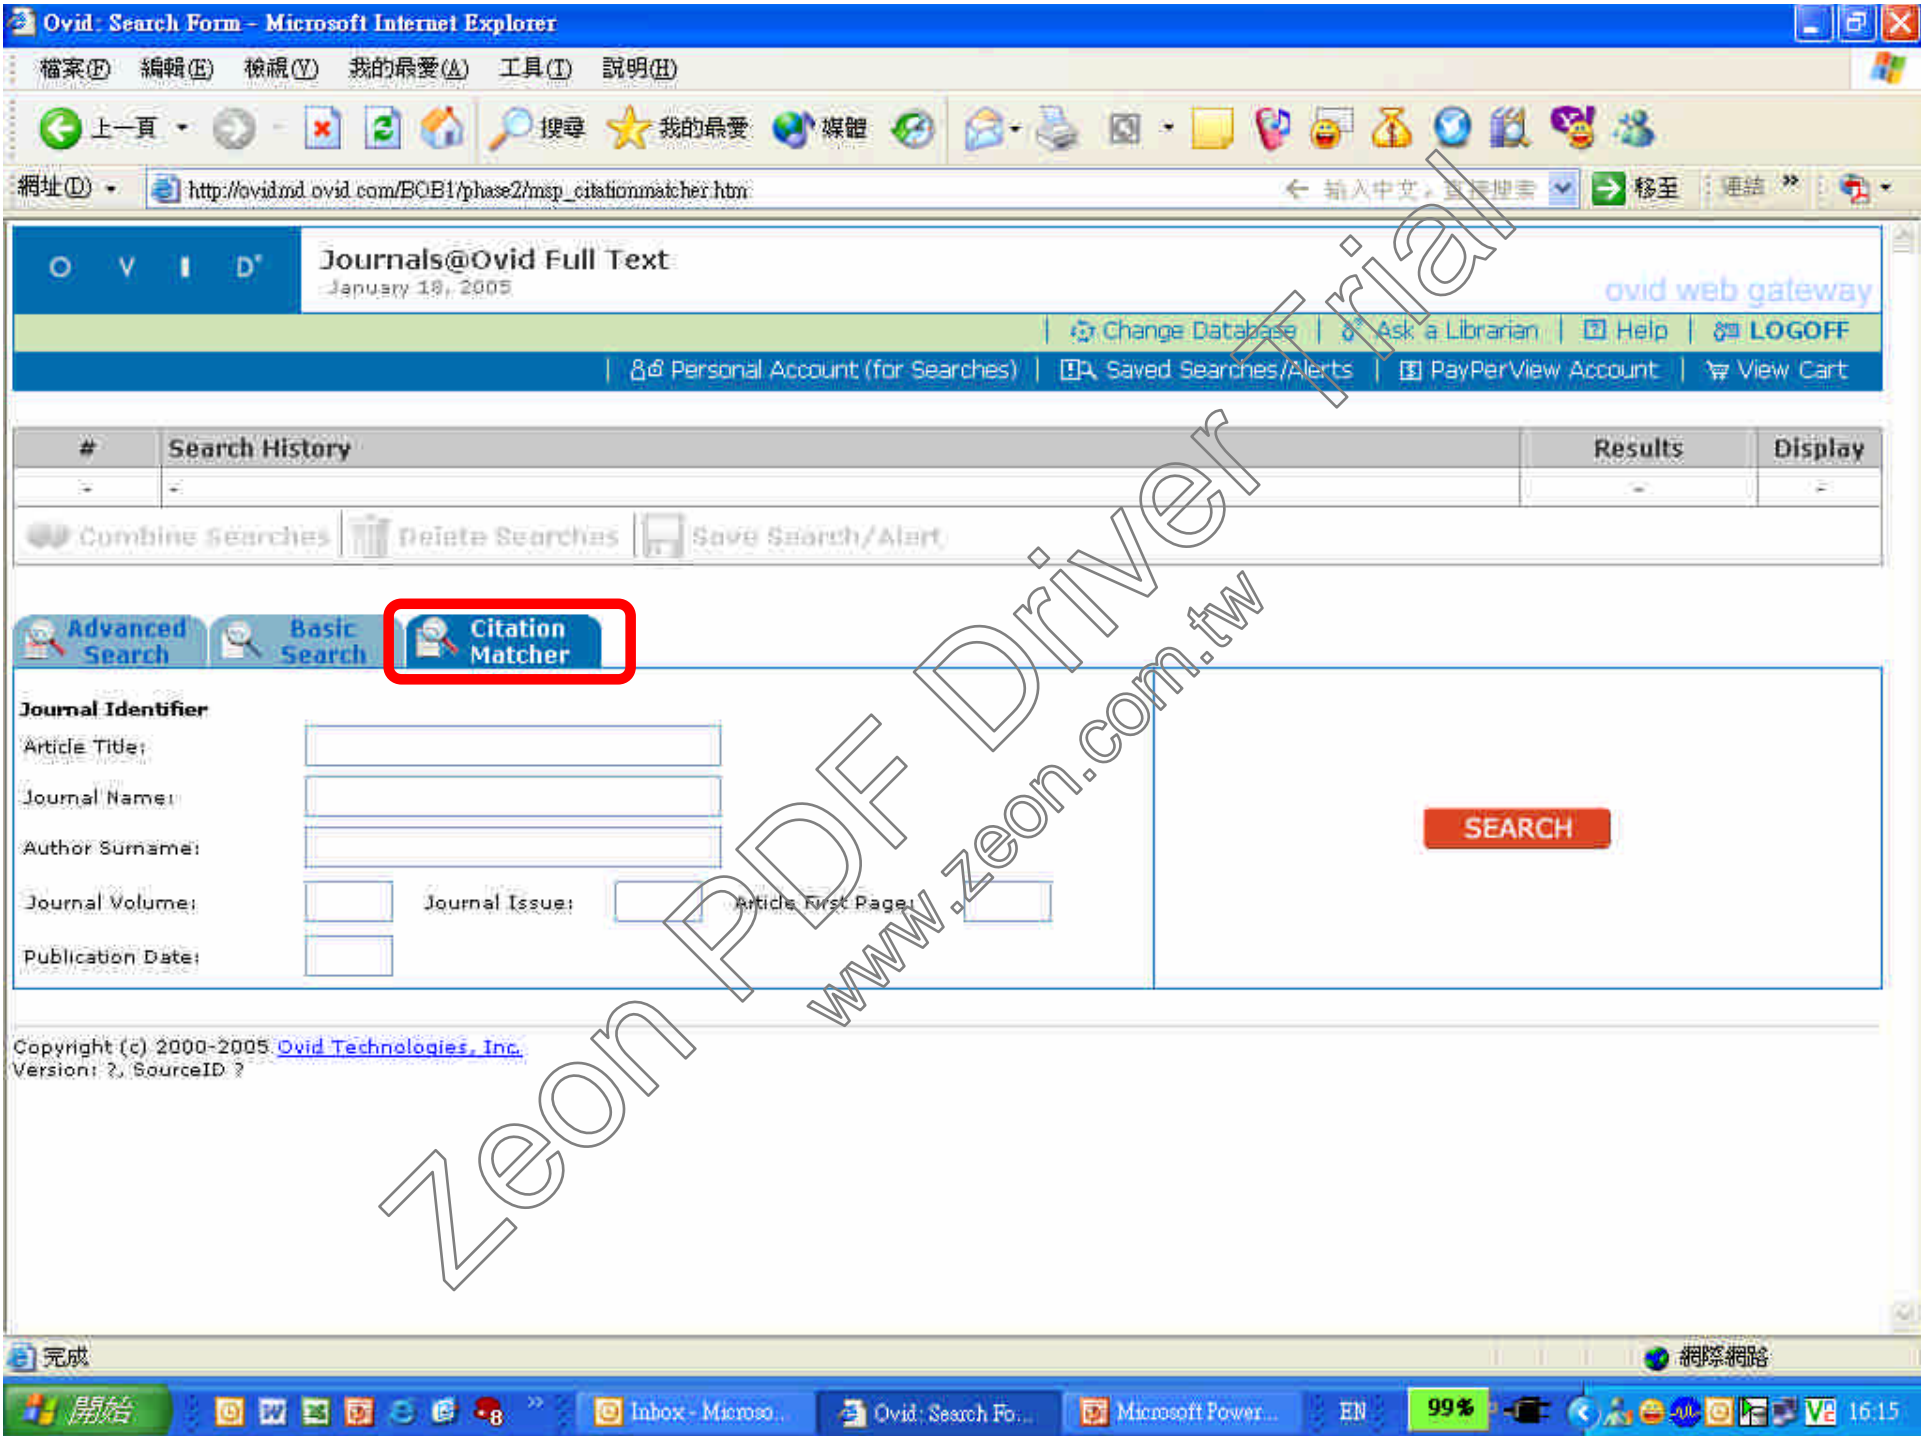 Ovid: Search Form - Microsoft Internet Explorer
檔案(F) 編輯(E) 檢視(V) 我的最愛(A) 工具(T) 說明(H)
上一頁 搜尋 我的最愛 媒體
網址(D) http://ovidmd.ovid.com/BOB1/phase2/msp_citationmatcher.htm 移至 連結 »
O V I D Journals@Ovid Full Text
January 18, 2005
ovid web gateway
| Change Database | Ask a Librarian | Help | LOGOFF
| Personal Account (for Searches) | Saved Searches/Alerts | PayPerView Account | View Cart
# Search History Results Display
- - - -
Combine Searches Delete Searches Save Search/Alert
Advanced Search Basic Search Citation Matcher
Journal Identifier
Article Title:
Journal Name:
SEARCH
Author Surname:
Journal Volume: Journal Issue: Article First Page:
Publication Date:
Copyright (c) 2000-2005 Ovid Technologies, Inc.
Version: ?, SourceID ?
Zeon PDF Driver Trial
www.zeon.com.tw
完成 網際網路
開始 Inbox - Microso... Ovid: Search Fo... Microsoft Power... EN 99% 16:15